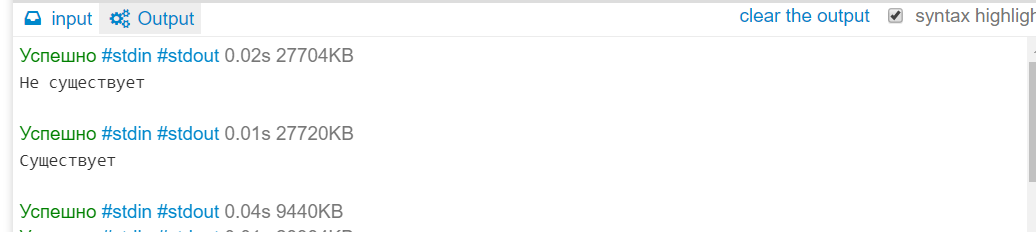 input Output clear the output syntax highligh
Успешно #stdin #stdout 0.02s 27704KB
Не существует
Успешно #stdin #stdout 0.01s 27720KB
Существует
Успешно #stdin #stdout 0.04s 9440KB